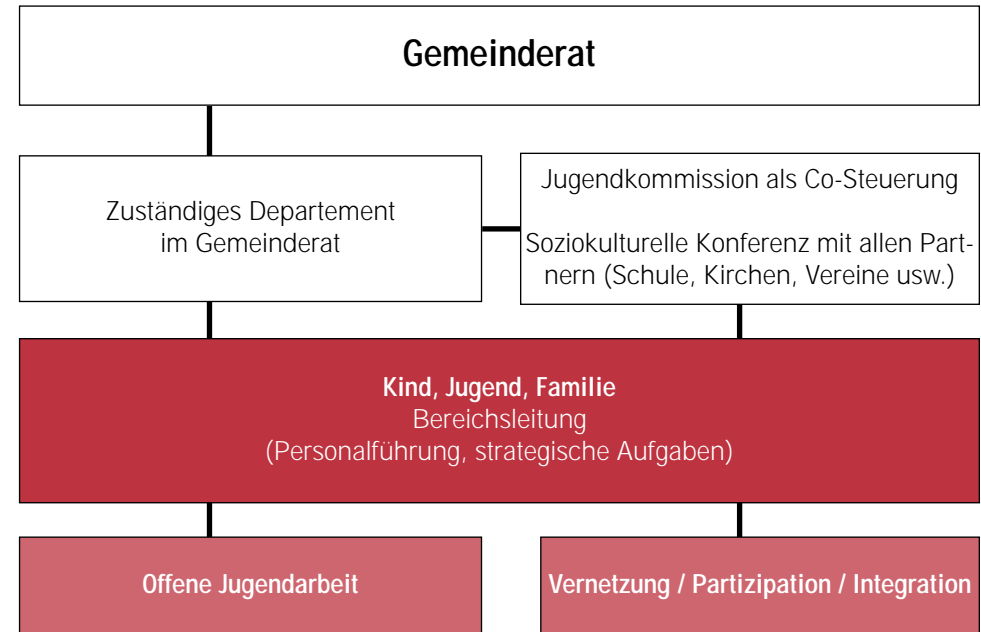 Gemeinderat
Zuständiges Departement
im Gemeinderat
Jugendkommission als Co-Steuerung
Soziokulturelle Konferenz mit allen Part-
nern (Schule, Kirchen, Vereine usw.)
Kind, Jugend, Familie
Bereichsleitung
(Personalführung, strategische Aufgaben)
Offene Jugendarbeit
Vernetzung / Partizipation / Integration